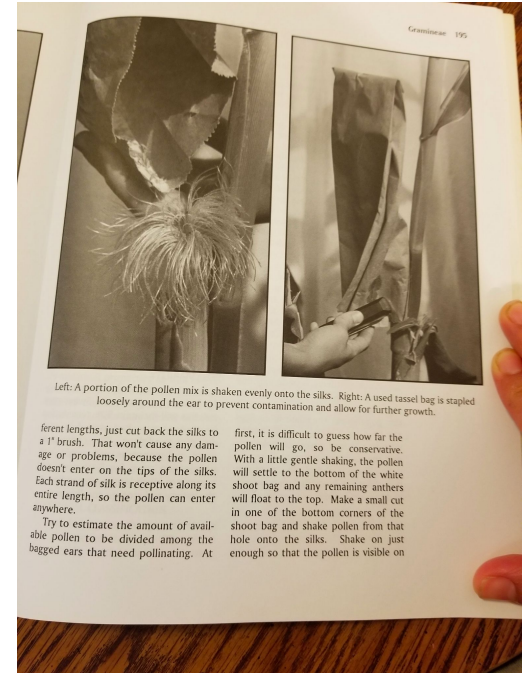 Gramineae 195
Left: A portion of the pollen mix is shaken evenly onto the silks. Right: A used tassel bag is stapled
loosely around the ear to prevent contamination and allow for further growth.
ferent lengths, just cut back the silks to
a 1" brush. That won't cause any dam-
age or problems, because the pollen
doesn't enter on the tips of the silks.
Each strand of silk is receptive along its
entire length, so the pollen can enter
anywhere.
Try to estimate the amount of avail-
able pollen to be divided among the
bagged ears that need pollinating. At
first, it is difficult to guess how far the
pollen will go, so be conservative.
With a little gentle shaking, the pollen
will settle to the bottom of the white
shoot bag and any remaining anthers
will float to the top. Make a small cut
in one of the bottom corners of the
shoot bag and shake pollen from that
hole onto the silks. Shake on just
enough so that the pollen is visible on